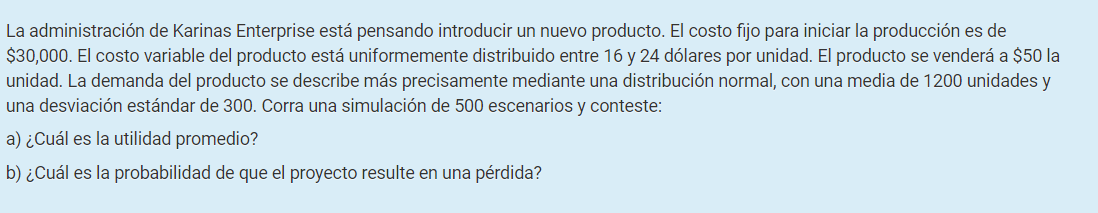 La administración de Karinas Enterprise está pensando introducir un nuevo producto. El costo fijo para iniciar la producción es de
$30,000. El costo variable del producto está uniformemente distribuido entre 16 y 24 dólares por unidad. El producto se venderá a $50 la
unidad. La demanda del producto se describe más precisamente mediante una distribución normal, con una media de 1200 unidades y
una desviación estándar de 300. Corra una simulación de 500 escenarios y conteste:
a) ¿Cuál es la utilidad promedio?
b) ¿Cuál es la probabilidad de que el proyecto resulte en una pérdida?